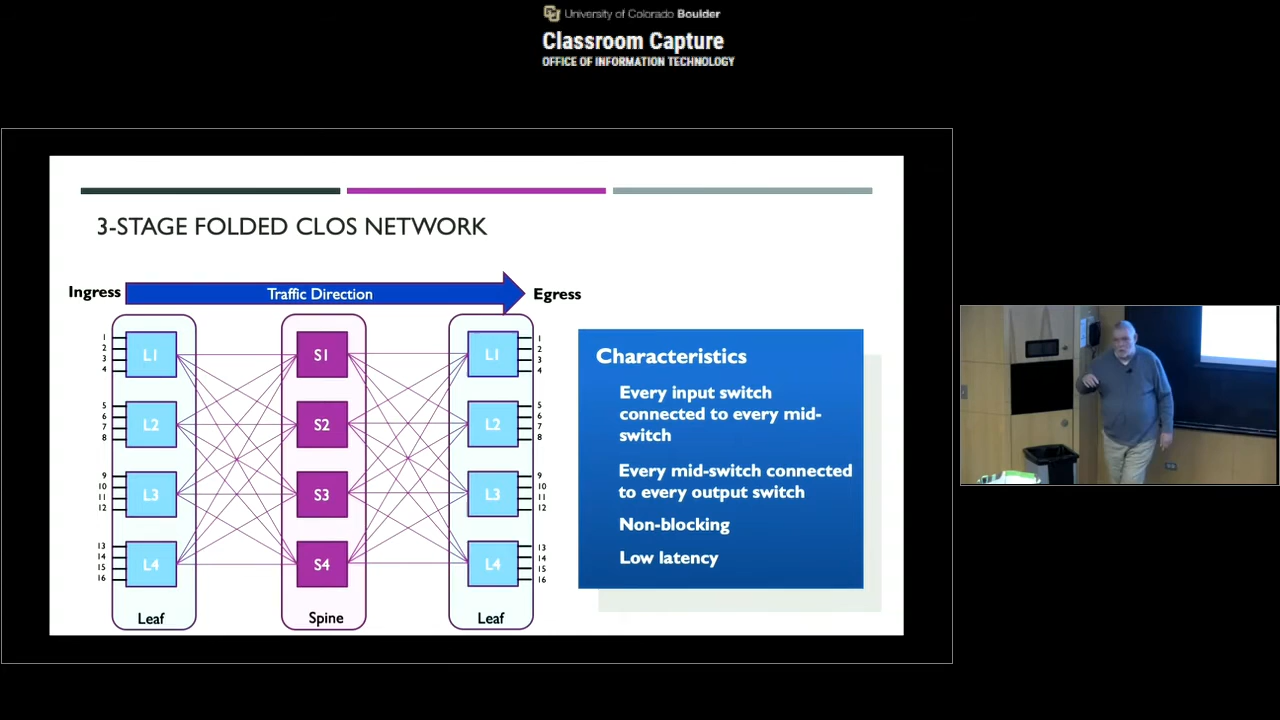 University of Colorado Boulder
Classroom Capture
OFFICE OF INFORMATION TECHNOLOGY
3-STAGE FOLDED CLOS NETWORK
Ingress
Traffic Direction
Egress
1
2
3
4
L1
S1
L1
1
2
3
4
5
6
7
8
L2
S2
L2
5
6
7
8
9
10
11
12
L3
S3
L3
9
10
11
12
13
14
15
16
L4
S4
L4
13
14
15
16
Leaf
Spine
Leaf
Characteristics
Every input switch
connected to every mid-
switch
Every mid-switch connected
to every output switch
Non-blocking
Low latency